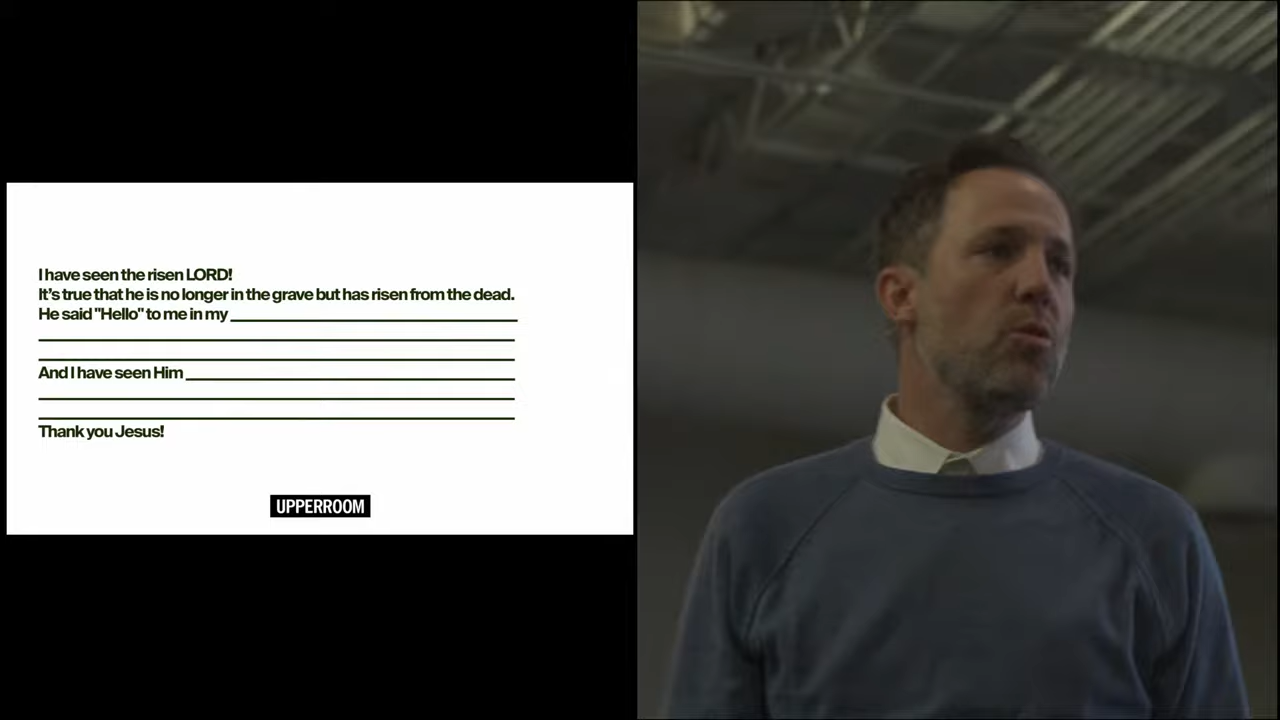 I have seen the risen LORD!
It's true that he is no longer in the grave but has risen from the dead.
He said "Hello" to me in my
And I have seen Him
Thank you Jesus!
UPPERROOM